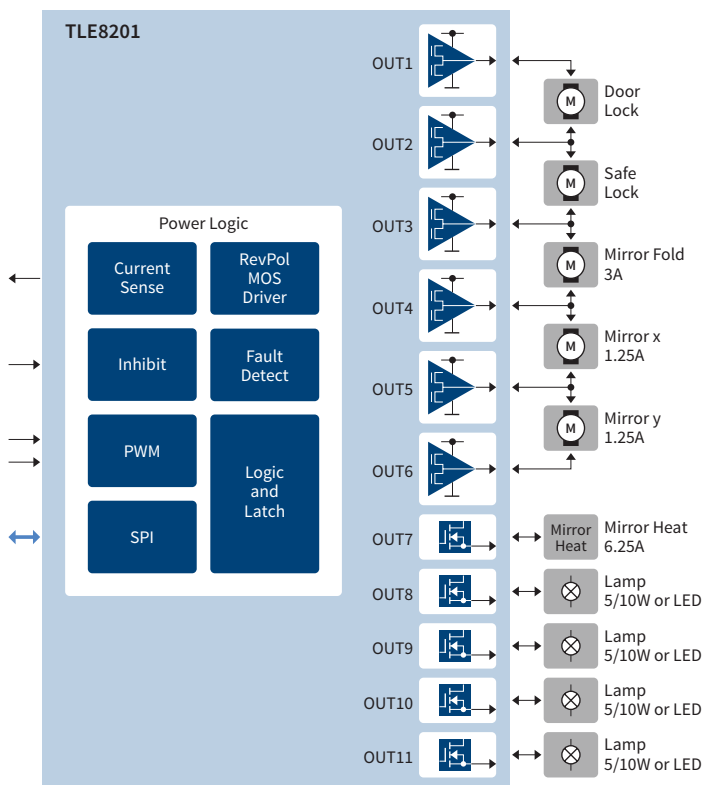 TLE8201
Power Logic
Current
Sense
RevPol
MOS
Driver
Inhibit
Fault
Detect
PWM
Logic
and
Latch
SPI
OUT1
OUT2
OUT3
OUT4
OUT5
OUT6
OUT7
OUT8
OUT9
OUT10
OUT11
M
Door
Lock
M
Safe
Lock
M
Mirror Fold
3A
M
Mirror x
1.25A
M
Mirror y
1.25A
Mirror
Heat
Mirror Heat
6.25A
Lamp
5/10W or LED
Lamp
5/10W or LED
Lamp
5/10W or LED
Lamp
5/10W or LED